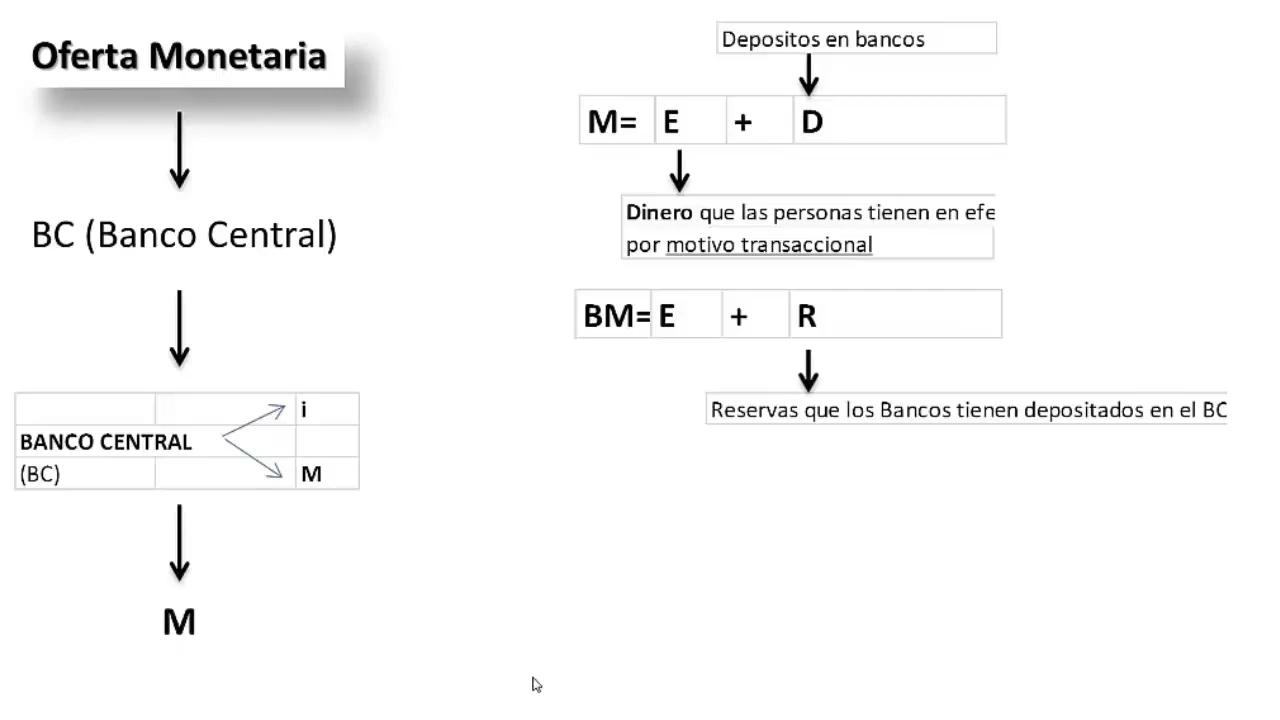 Oferta Monetaria
BC (Banco Central)
i
BANCO CENTRAL
(BC) M
M
Depositos en bancos
M= E + D
Dinero que las personas tienen en efe
por motivo transaccional
BM= E + R
Reservas que los Bancos tienen depositados en el BC